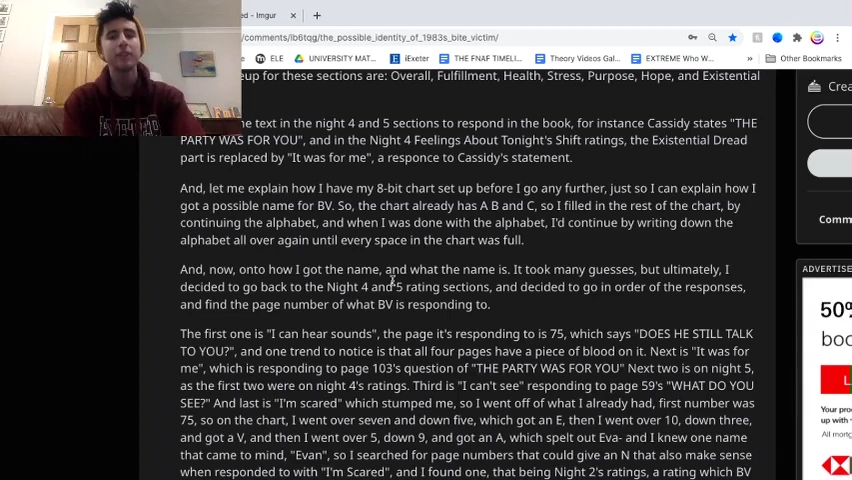 ed - Imgur
/comments/lb6tqg/the_possible_identity_of_1983s_bite_victim/
ELE
UNIVERSITY MAT...
iExeter
THE FNAF TIMELI...
Theory Videos Gal...
EXTREME Who W...
Other Bookmarks
eup for these sections are: Overall, Fulfillment, Health, Stress, Purpose, Hope, and Existential
Crea
e text in the night 4 and 5 sections to respond in the book, for instance Cassidy states "THE
PARTY WAS FOR YOU", and in the Night 4 Feelings About Tonight's Shift ratings, the Existential Dread
part is replaced by "It was for me", a responce to Cassidy's statement.
And, let me explain how I have my 8-bit chart set up before I go any further, just so I can explain how I
got a possible name for BV. So, the chart already has A B and C, so I filled in the rest of the chart, by
continuing the alphabet, and when I was done with the alphabet, I'd continue by writing down the
alphabet all over again until every space in the chart was full.
Comm
And, now, onto how I got the name, and what the name is. It took many guesses, but ultimately, I
decided to go back to the Night 4 and 5 rating sections, and decided to go in order of the responses,
and find the page number of what BV is responding to.
The first one is "I can hear sounds", the page it's responding to is 75, which says "DOES HE STILL TALK
TO YOU?", and one trend to notice is that all four pages have a piece of blood on it. Next is "It was for
me", which is responding to page 103's question of "THE PARTY WAS FOR YOU" Next two is on night 5,
as the first two were on night 4's ratings. Third is "I can't see" responding to page 59's "WHAT DO YOU
SEE?" And last is "I'm scared" which stumped me, so I went off of what I already had, first number was
75, so on the chart, I went over seven and down five, which got an E, then I went over 10, down three,
and got a V, and then I went over 5, down 9, and got an A, which spelt out Eva- and I knew one name
that came to mind, "Evan", so I searched for page numbers that could give an N that also make sense
when responded to with "I'm Scared", and I found one, that being Night 2's ratings, a rating which BV
ADVERTISE
50%
boo
L
Your pro
up with
All mortg